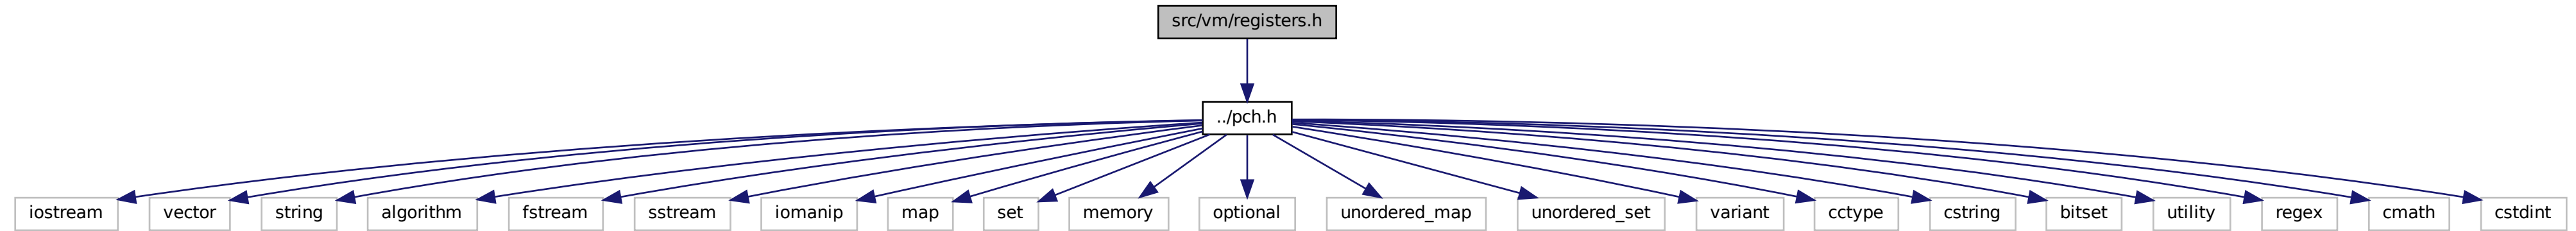 src/vm/registers.h
../pch.h
iostream
vector
string
algorithm
fstream
sstream
iomanip
map
set
memory
optional
unordered_map
unordered_set
variant
cctype
cstring
bitset
utility
regex
cmath
cstdint